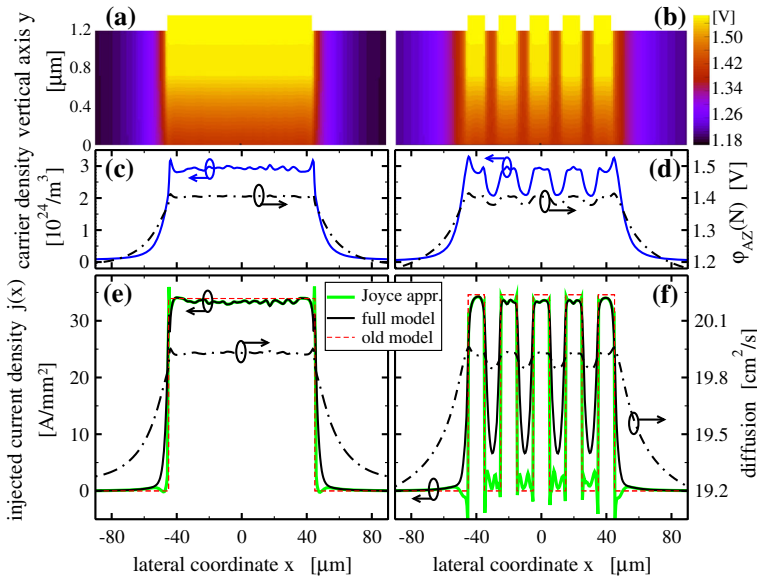 (a)
(b)
[V]
1.50
1.40
1.30
1.18
vertical axis y
[μm]
1.2
0.8
0.4
0
(c)
(d)
carrier density
[10^24/m^3]
3
2
1
0
1.5
1.4
1.3
1.2
φ_AZ(N) [V]
(e)
(f)
injected current density j(x)
[A/mm^2]
30
20
10
0
Joyce appr.
full model
old model
20.1
19.8
19.5
19.2
diffusion [cm^2/s]
-80 -40 0 40 80
-80 -40 0 40 80
lateral coordinate x [μm]
lateral coordinate x [μm]